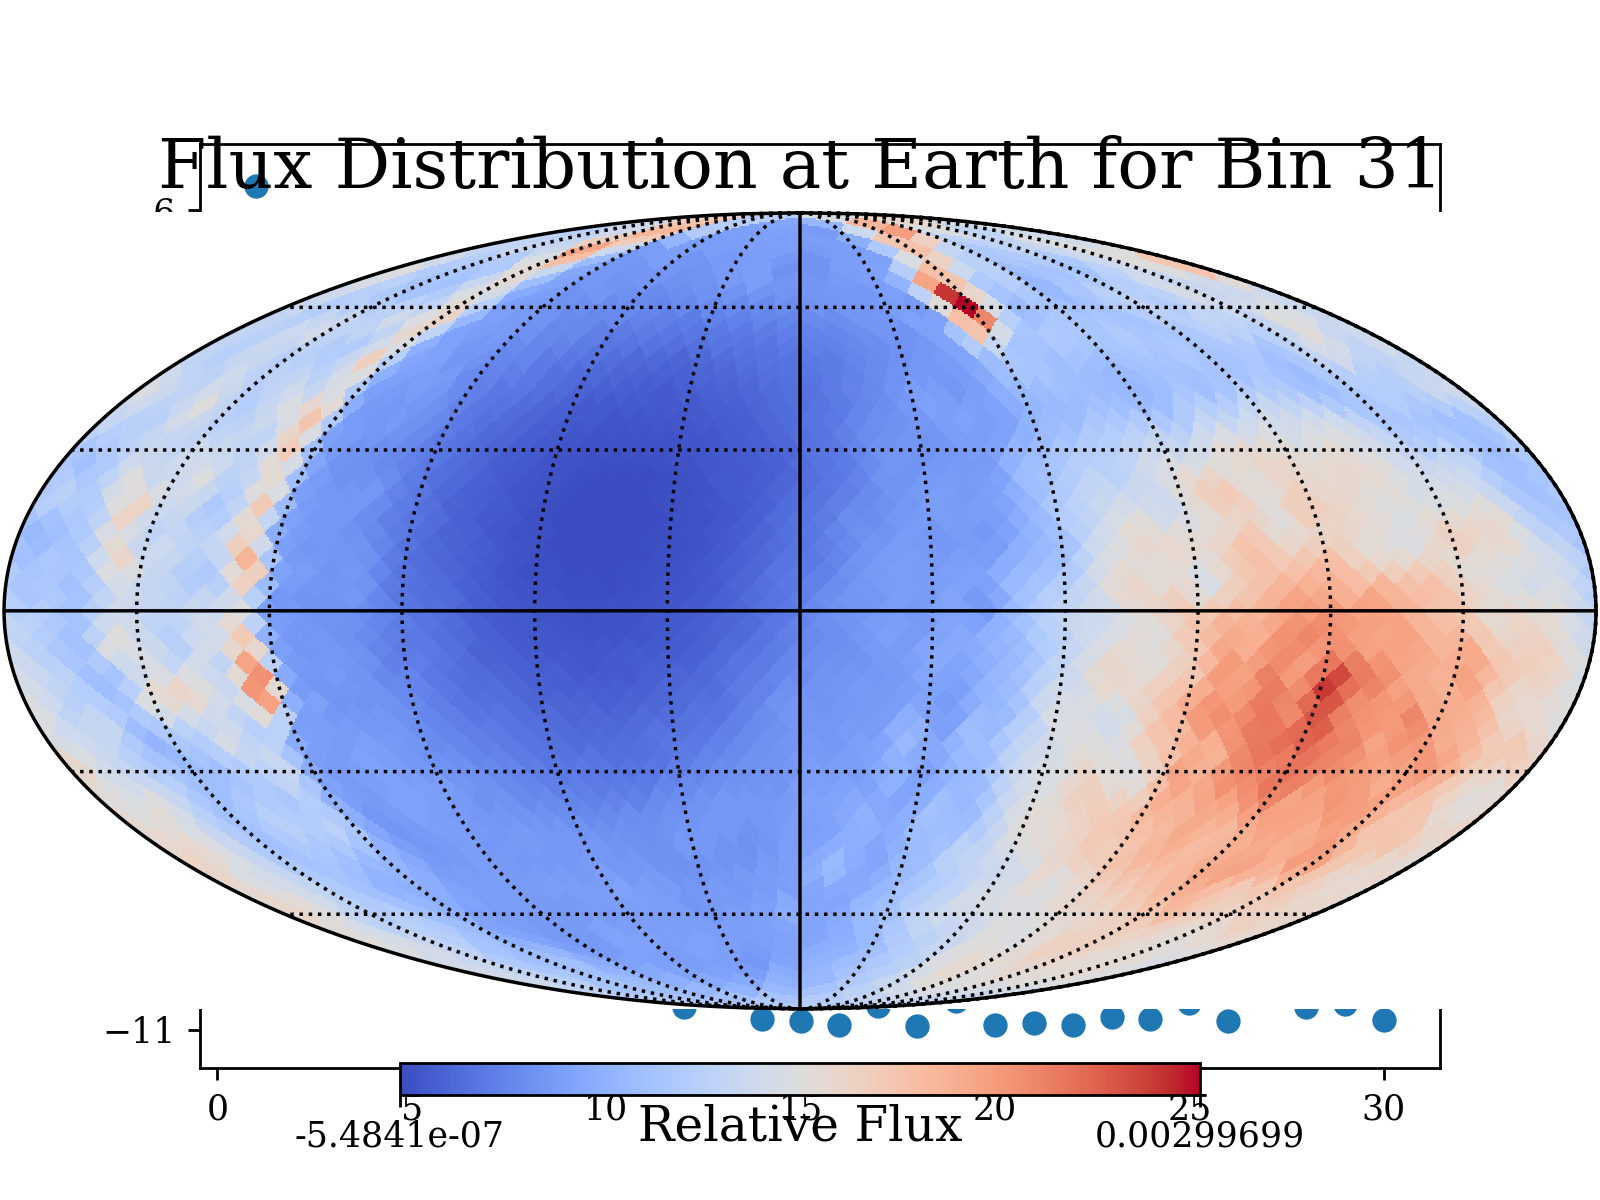 Flux Distribution at Earth for Bin 31
6
−11
0 5 10 15 20 25 30
Relative Flux
-5.4841e-07 0.00299699